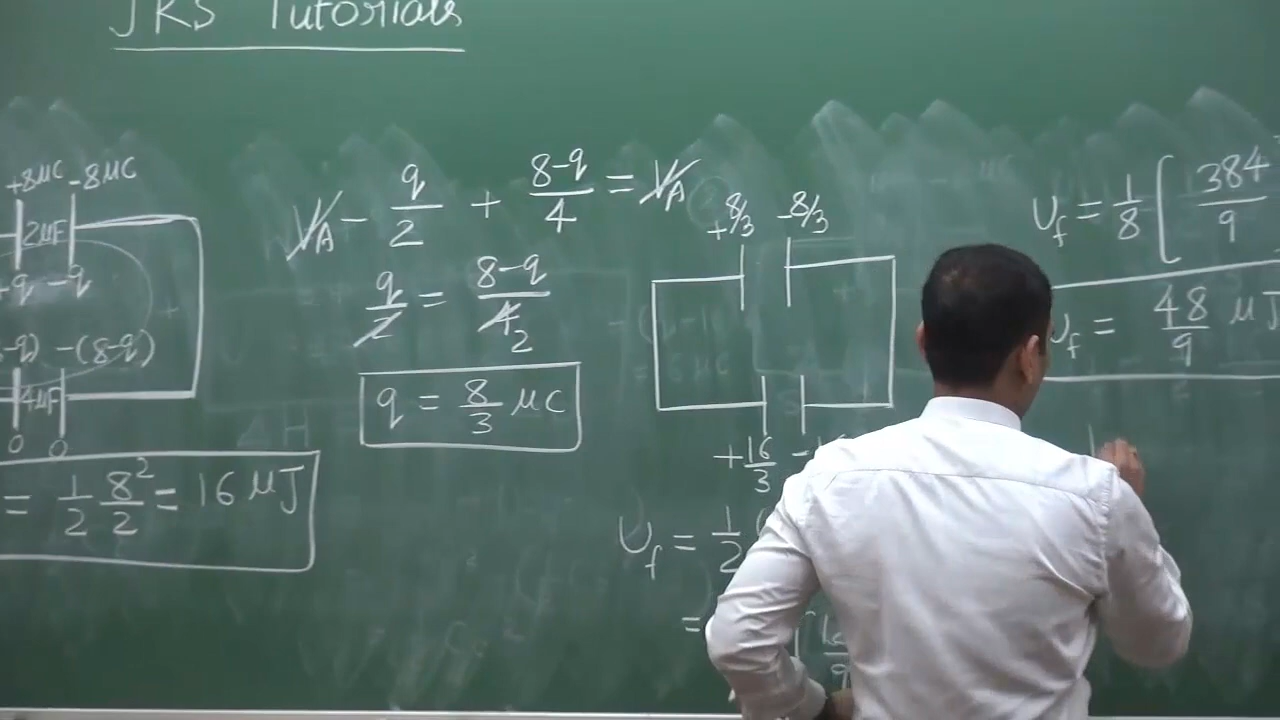 JRS Tutorials
+8μC -8μC
2μF
+q -q
-q) -(8-q)
4μF
0 0
= 1/2 8²/2 = 16 μJ
V_A - q/2 + 8-q/4 = V_A
q/2 = 8-q/4 2
q = 8/3 μC
+8/3 -8/3
+16/3 -
U_f = 1/2
=
U_f = 1/8 [ 384/9
U_f = 48/9 μJ